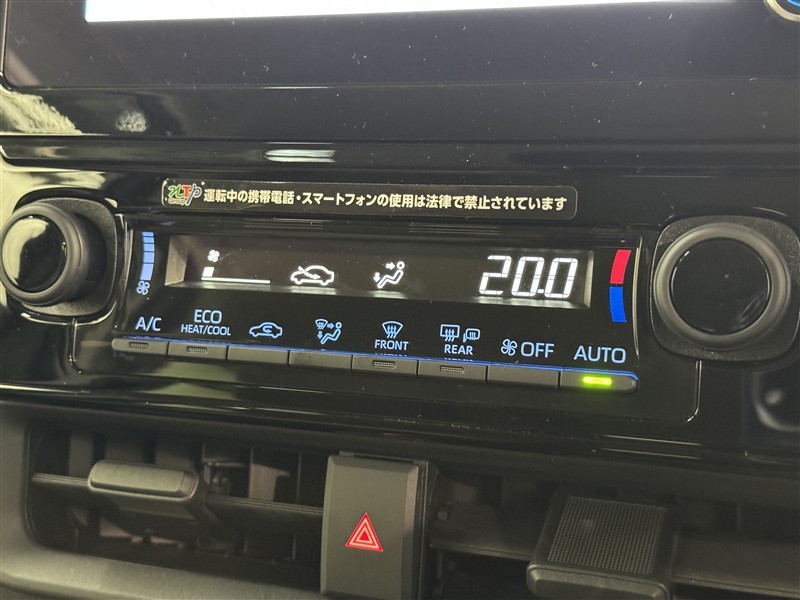 運転中の携帯電話・スマートフォンの使用は法律で禁止されています
20.0
A/C
ECO
HEAT/COOL
FRONT
REAR
OFF
AUTO